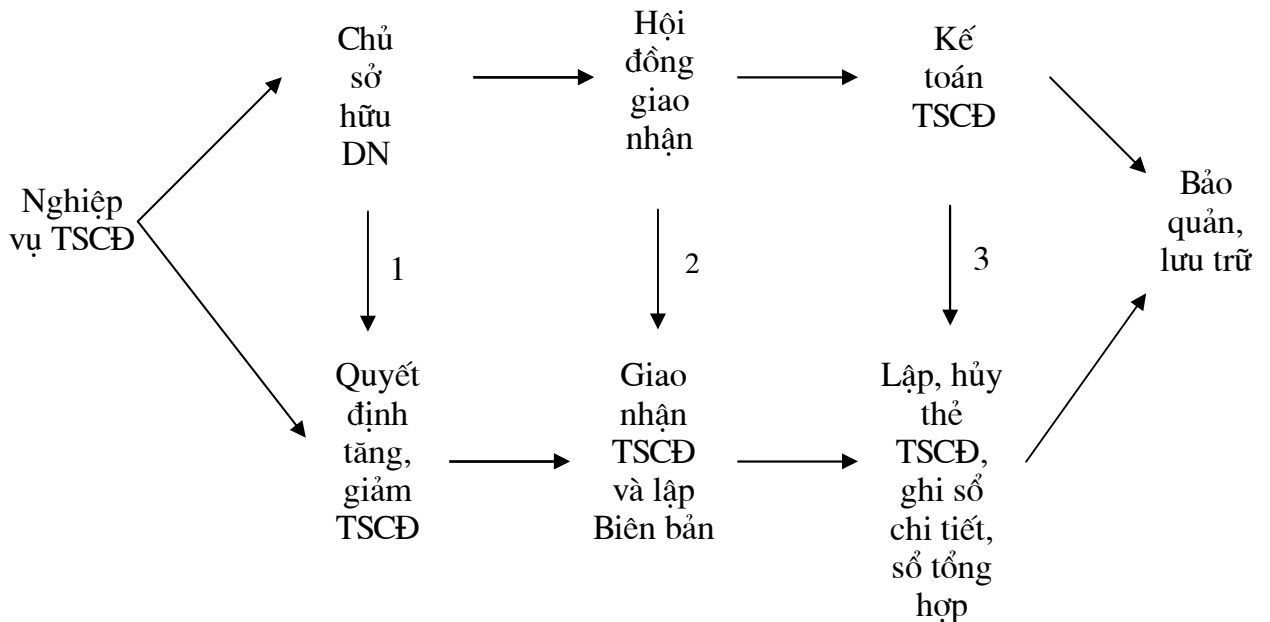 Nghiệp
vụ TSCĐ
Chủ
sở
hữu
DN
Hội
đồng
giao
nhận
Kế
toán
TSCĐ
1
2
3
Quyết
định
tăng,
giảm
TSCĐ
Giao
nhận
TSCĐ
và lập
Biên bản
Lập, hủy
thẻ
TSCĐ,
ghi sổ
chi tiết,
sổ tổng
hợp
Bảo
quản,
lưu trữ